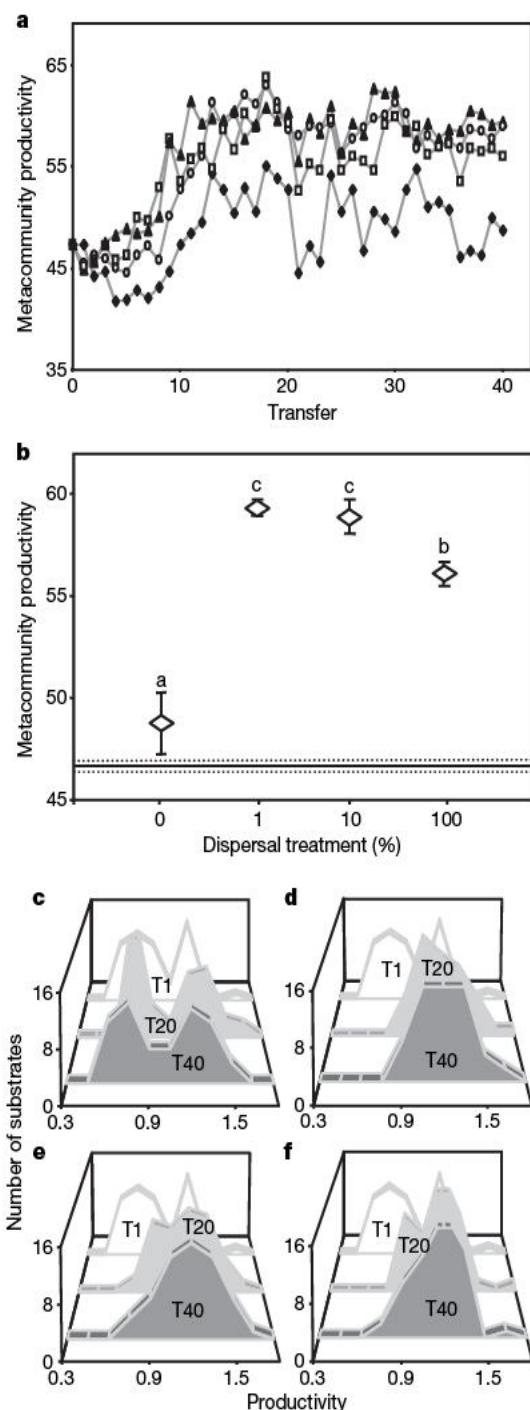 a
Metacommunity productivity
65
55
45
35
0
10
20
30
40
Transfer
b
Metacommunity productivity
60
55
50
45
a
c
c
b
0
1
10
100
Dispersal treatment (%)
c
d
T1
T20
T40
T1
T20
T40
16
8
0
16
8
0
0.3
0.9
1.5
0.3
0.9
1.5
Number of substrates
e
f
T1
T20
T40
T1
T20
T40
16
8
0
16
8
0
0.3
0.9
1.5
0.3
0.9
1.5
Productivity